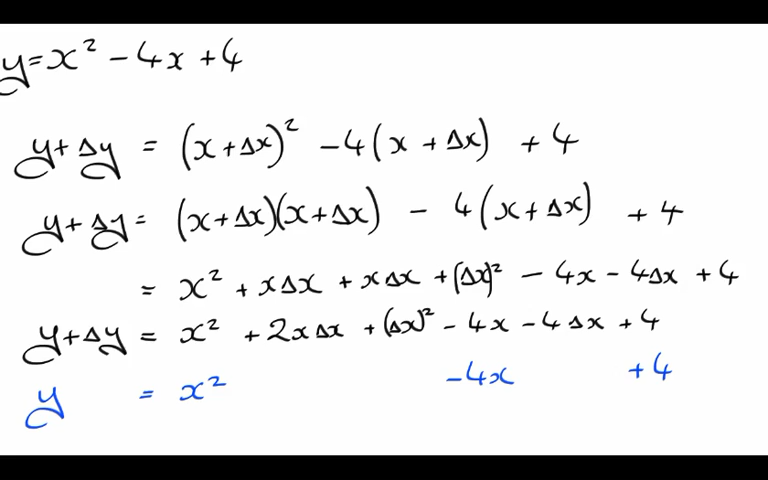 y=x² - 4x + 4
y+Δy = (x+Δx)² - 4(x + Δx) + 4
y+Δy = (x+Δx)(x+Δx) - 4(x+Δx) + 4
= x² + xΔx + xΔx + (Δx)² - 4x - 4Δx + 4
y+Δy = x² + 2xΔx + (Δx)² - 4x - 4Δx + 4
y = x² - 4x + 4